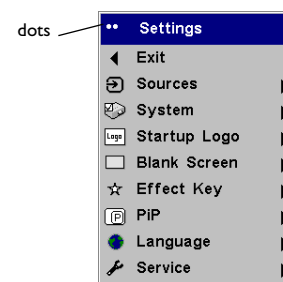 dots
Settings
Exit
Sources
System
Logo Startup Logo
Blank Screen
Effect Key
P PiP
Language
Service